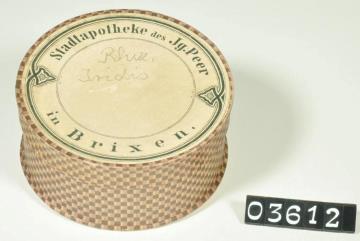 Stadtapotheke des Jg. Peer
Rhiz.
Iridis
in Brixen.
03612